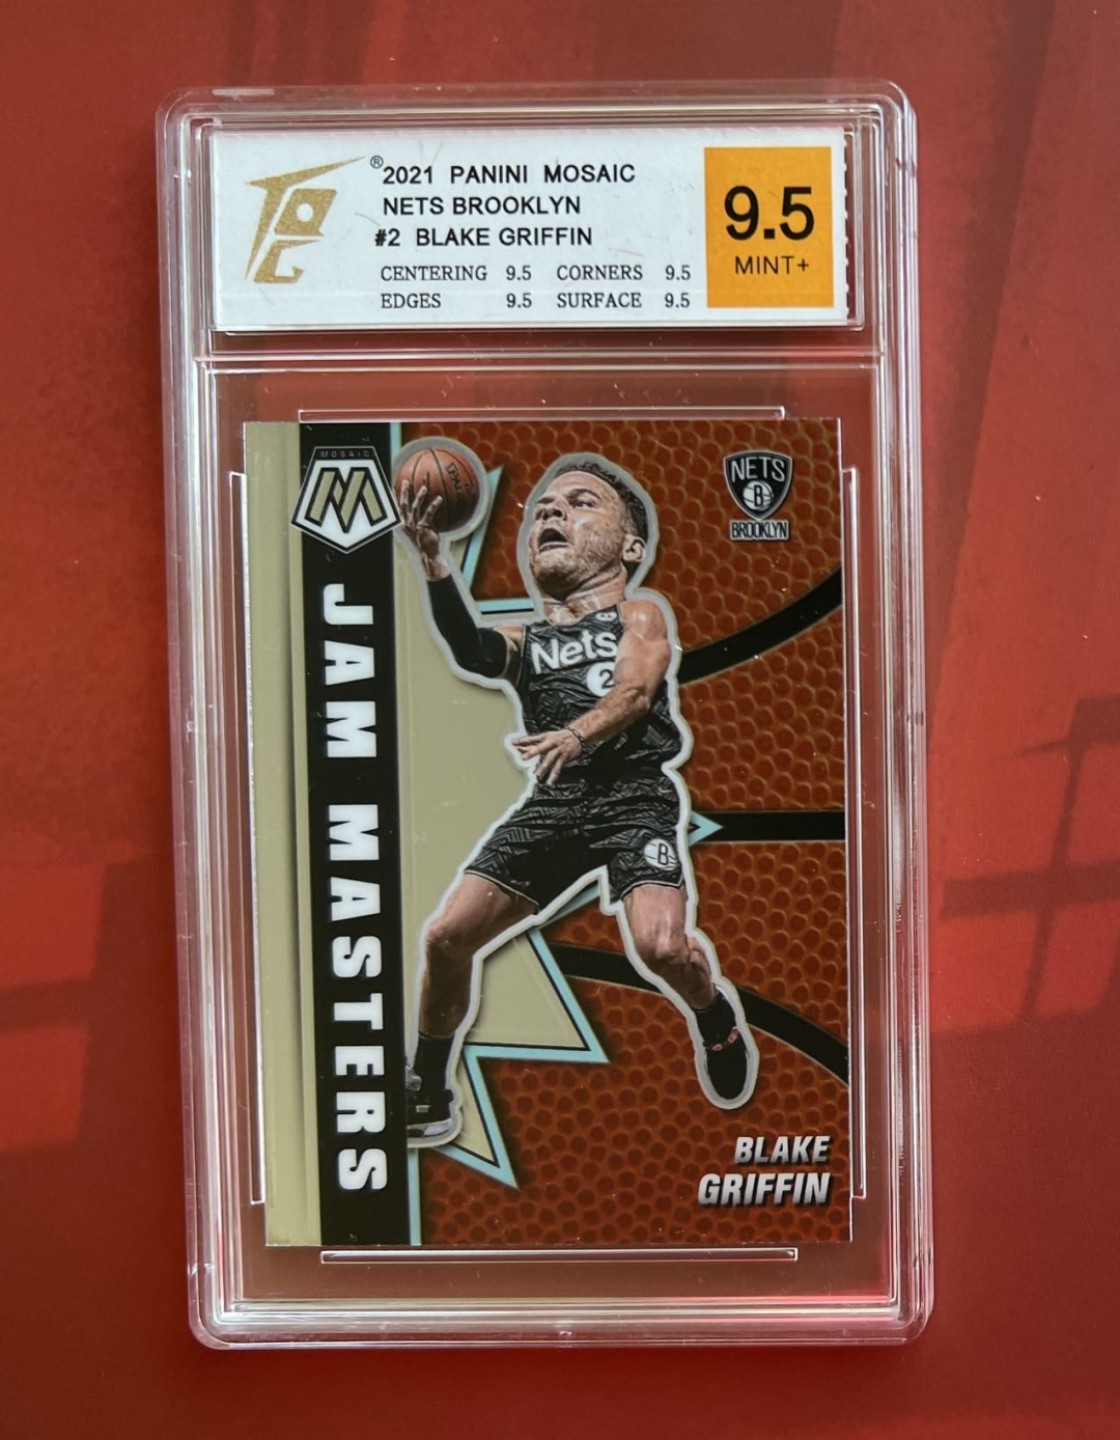 ®2021 PANINI MOSAIC
NETS BROOKLYN
#2 BLAKE GRIFFIN
CENTERING 9.5 CORNERS 9.5
EDGES 9.5 SURFACE 9.5
9.5
MINT+
MOSAIC
M
JAM MASTERS
NETS
B
BROOKLYN
Nets
2
B
BLAKE
GRIFFIN